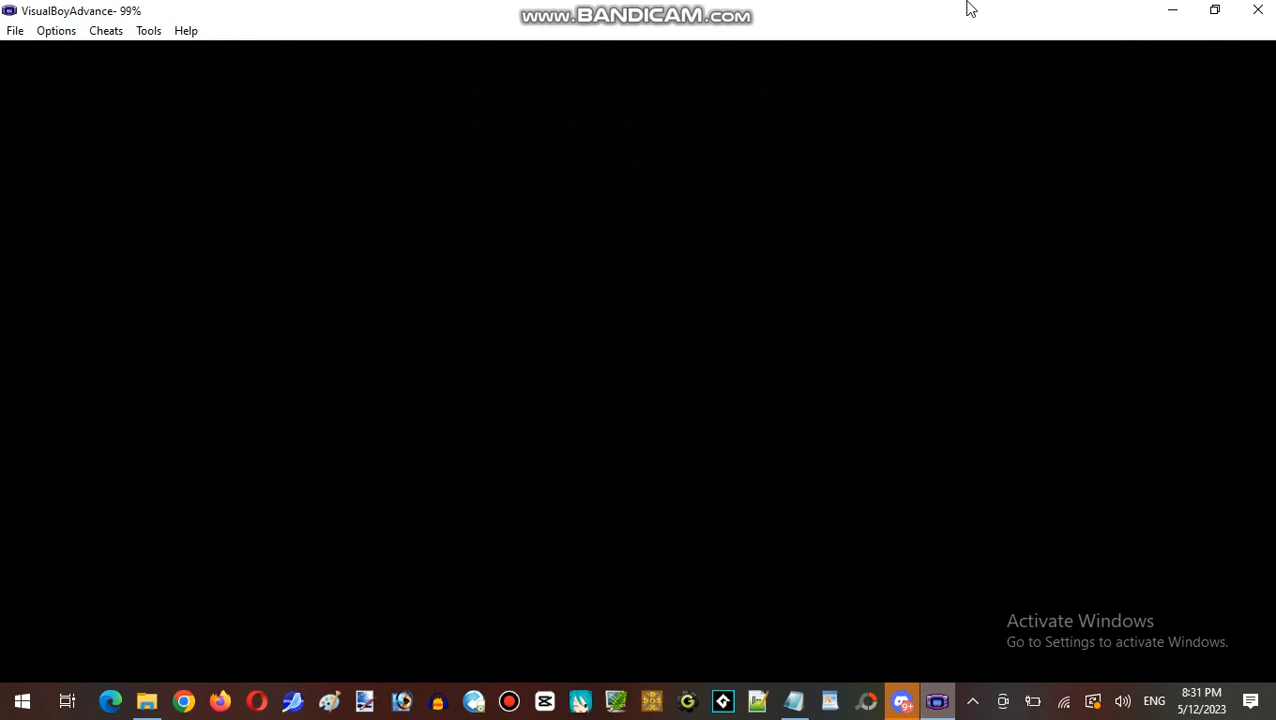 VisualBoyAdvance- 99%
www.BANDICAM.com
File Options Cheats Tools Help
Activate Windows
Go to Settings to activate Windows.
9+
ENG
8:31 PM
5/12/2023